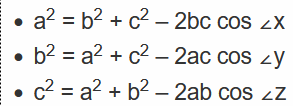 • a² = b² + c² – 2bc cos ∠x
• b² = a² + c² – 2ac cos ∠y
• c² = a² + b² – 2ab cos ∠z